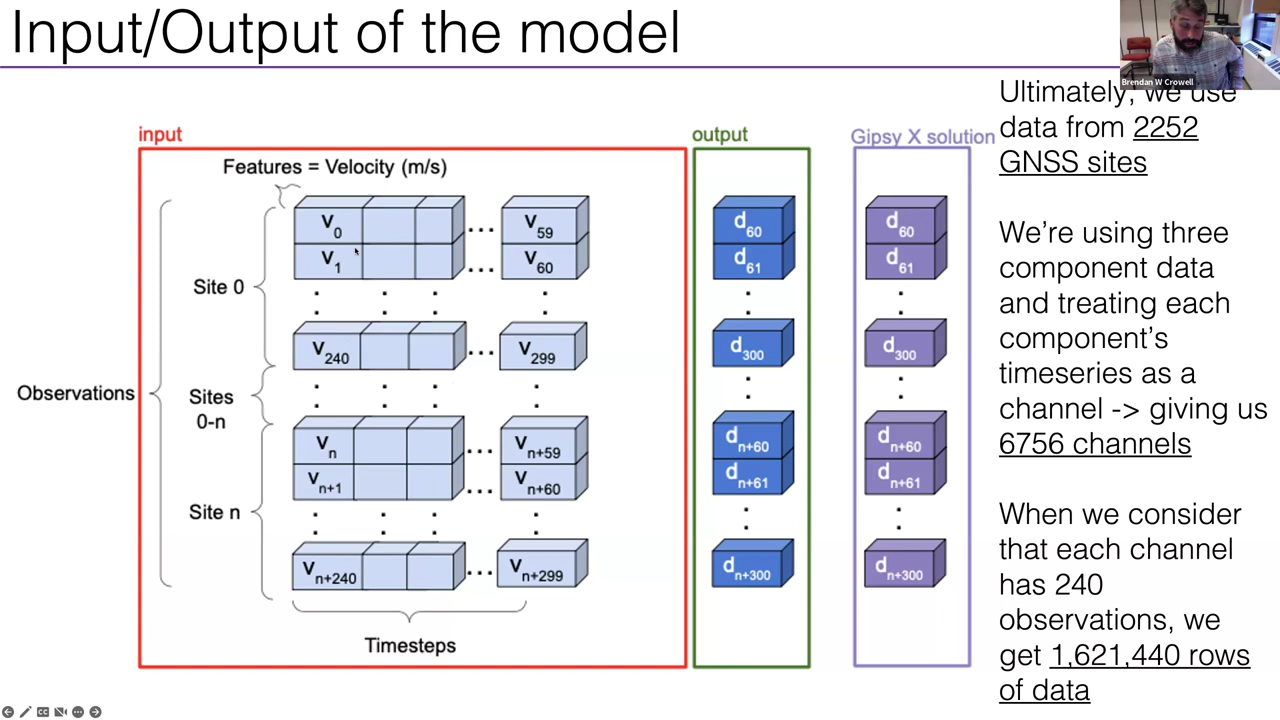 Input/Output of the model
Brendan W Crowell
input
output
Gipsy X solution
Features = Velocity (m/s)
V0 ... V59 d60 d60
V1 ... V60 d61 d61
Site 0
V240 ... V299 d300 d300
Observations
Sites
0-n
Vn ... Vn+59 dn+60 dn+60
Vn+1 ... Vn+60 dn+61 dn+61
Site n
Vn+240 ... Vn+299 dn+300 dn+300
Timesteps
Ultimately, we use
data from 2252
GNSS sites
We're using three
component data
and treating each
component's
timeseries as a
channel -> giving us
6756 channels
When we consider
that each channel
has 240
observations, we
get 1,621,440 rows
of data